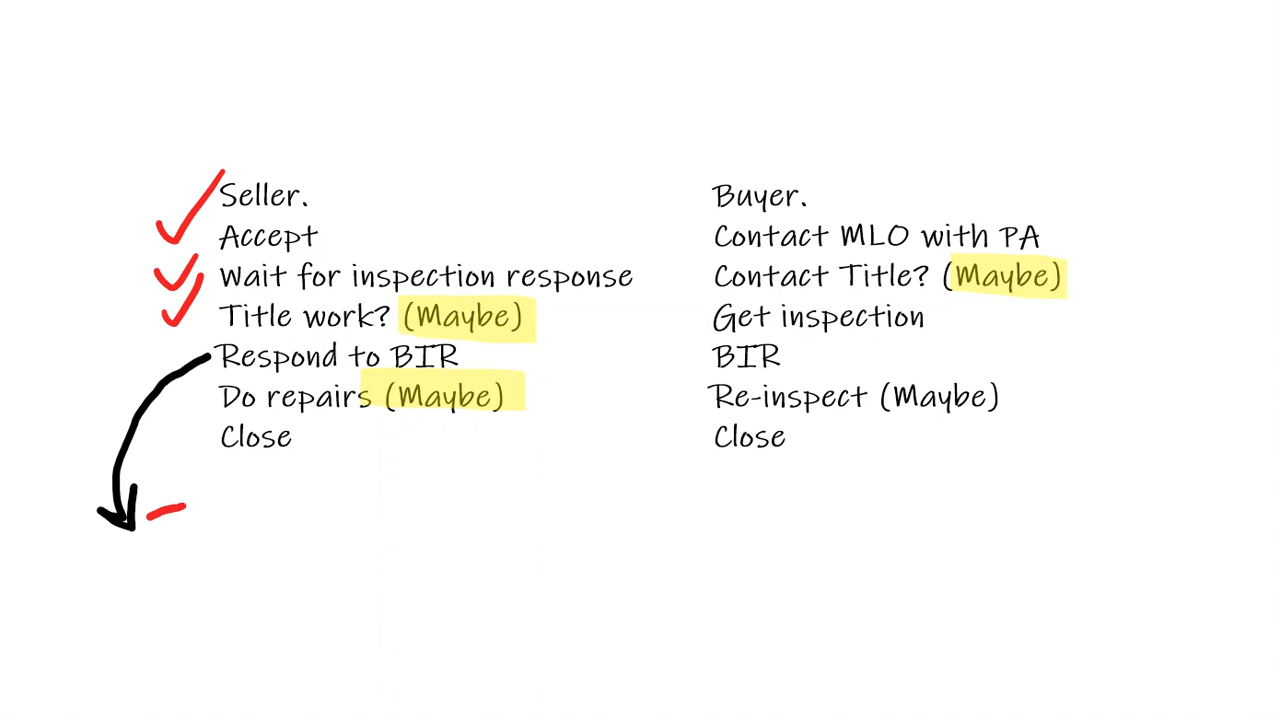 Seller.
Accept
Wait for inspection response
Title work? (Maybe)
Respond to BIR
Do repairs (Maybe)
Close
Buyer.
Contact MLO with PA
Contact Title? (Maybe)
Get inspection
BIR
Re-inspect (Maybe)
Close